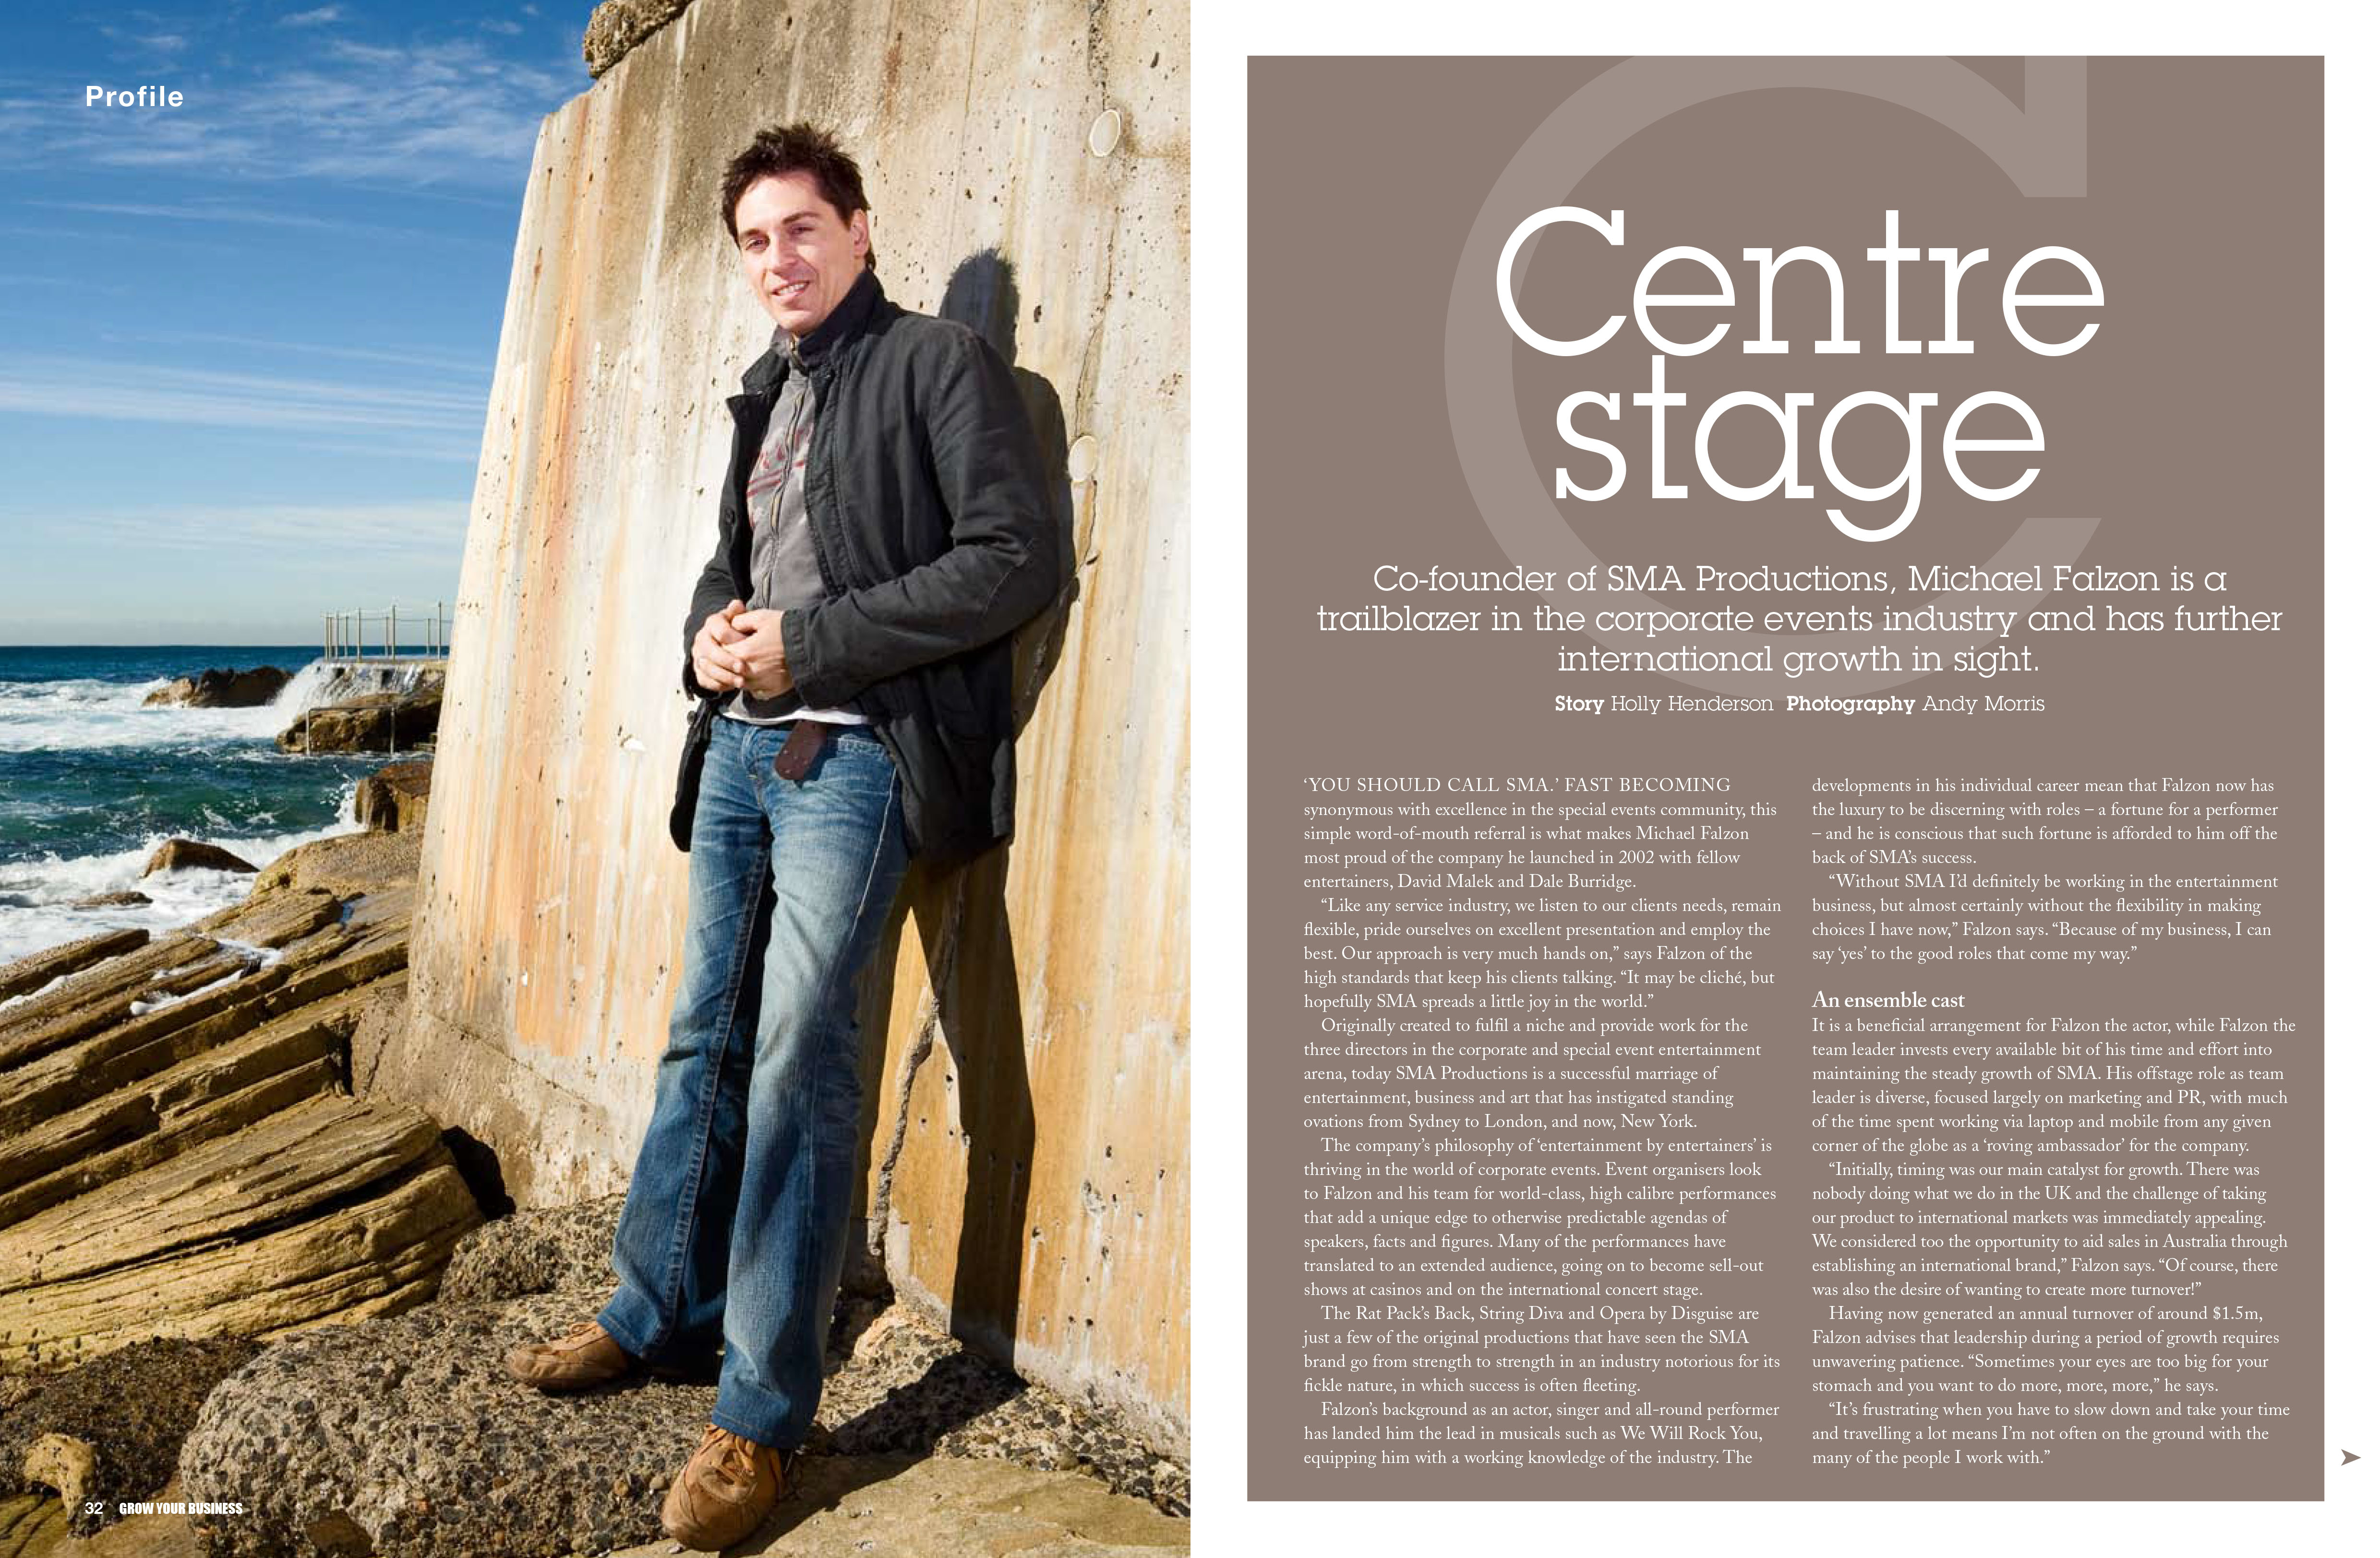 Profile
32 GROW YOUR BUSINESS
Centre
stage
Co-founder of SMA Productions, Michael Falzon is a
trailblazer in the corporate events industry and has further
international growth in sight.
Story Holly Henderson Photography Andy Morris
‘YOU SHOULD CALL SMA.’ FAST BECOMING
synonymous with excellence in the special events community, this
simple word-of-mouth referral is what makes Michael Falzon
most proud of the company he launched in 2002 with fellow
entertainers, David Malek and Dale Burridge.
“Like any service industry, we listen to our clients needs, remain
flexible, pride ourselves on excellent presentation and employ the
best. Our approach is very much hands on,” says Falzon of the
high standards that keep his clients talking. “It may be cliché, but
hopefully SMA spreads a little joy in the world.”
Originally created to fulfil a niche and provide work for the
three directors in the corporate and special event entertainment
arena, today SMA Productions is a successful marriage of
entertainment, business and art that has instigated standing
ovations from Sydney to London, and now, New York.
The company’s philosophy of ‘entertainment by entertainers’ is
thriving in the world of corporate events. Event organisers look
to Falzon and his team for world-class, high calibre performances
that add a unique edge to otherwise predictable agendas of
speakers, facts and figures. Many of the performances have
translated to an extended audience, going on to become sell-out
shows at casinos and on the international concert stage.
The Rat Pack’s Back, String Diva and Opera by Disguise are
just a few of the original productions that have seen the SMA
brand go from strength to strength in an industry notorious for its
fickle nature, in which success is often fleeting.
Falzon’s background as an actor, singer and all-round performer
has landed him the lead in musicals such as We Will Rock You,
equipping him with a working knowledge of the industry. The
developments in his individual career mean that Falzon now has
the luxury to be discerning with roles – a fortune for a performer
– and he is conscious that such fortune is afforded to him off the
back of SMA’s success.
“Without SMA I’d definitely be working in the entertainment
business, but almost certainly without the flexibility in making
choices I have now,” Falzon says. “Because of my business, I can
say ‘yes’ to the good roles that come my way.”
An ensemble cast
It is a beneficial arrangement for Falzon the actor, while Falzon the
team leader invests every available bit of his time and effort into
maintaining the steady growth of SMA. His offstage role as team
leader is diverse, focused largely on marketing and PR, with much
of the time spent working via laptop and mobile from any given
corner of the globe as a ‘roving ambassador’ for the company.
“Initially, timing was our main catalyst for growth. There was
nobody doing what we do in the UK and the challenge of taking
our product to international markets was immediately appealing.
We considered too the opportunity to aid sales in Australia through
establishing an international brand,” Falzon says. “Of course, there
was also the desire of wanting to create more turnover!”
Having now generated an annual turnover of around $1.5m,
Falzon advises that leadership during a period of growth requires
unwavering patience. “Sometimes your eyes are too big for your
stomach and you want to do more, more, more,” he says.
“It’s frustrating when you have to slow down and take your time
and travelling a lot means I’m not often on the ground with the
many of the people I work with.”